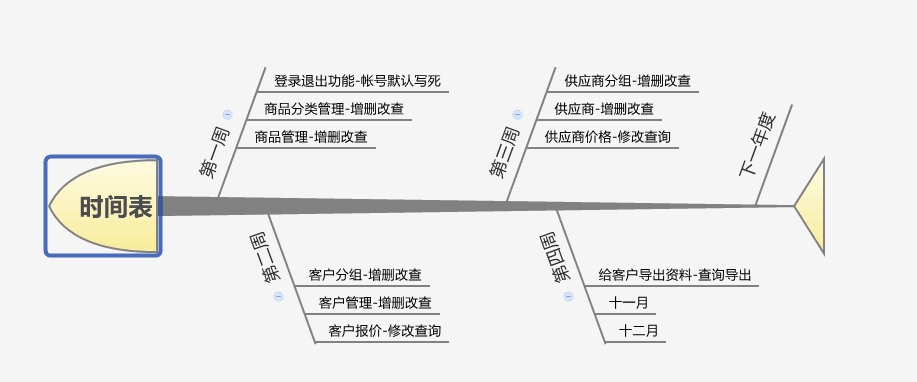 时间表
第一周
登录退出功能-帐号默认写死
商品分类管理-增删改查
商品管理-增删改查
第二周
客户分组-增删改查
客户管理-增删改查
客户报价-修改查询
第三周
供应商分组-增删改查
供应商-增删改查
供应商价格-修改查询
第四周
给客户导出资料-查询导出
十一月
十二月
下一年度